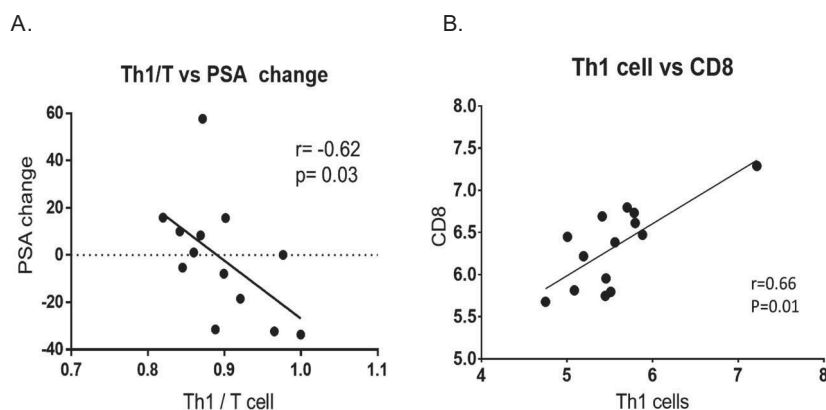 A.
Th1/T vs PSA change
60
40
20
0
-20
-40
0.7
0.8
0.9
1.0
1.1
PSA change
Th1 / T cell
r= -0.62
p= 0.03
B.
Th1 cell vs CD8
8.0
7.5
7.0
6.5
6.0
5.5
5.0
4
5
6
7
8
CD8
Th1 cells
r=0.66
P=0.01